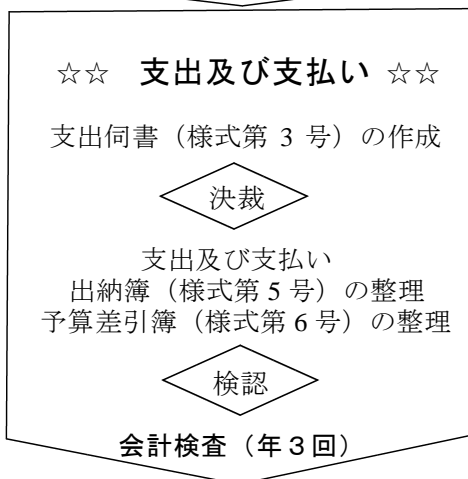 ☆☆ 支出及び支払い ☆☆
支出伺書（様式第 3 号）の作成
決裁
支出及び支払い
出納簿（様式第 5 号）の整理
予算差引簿（様式第 6 号）の整理
検認
会計検査（年３回）